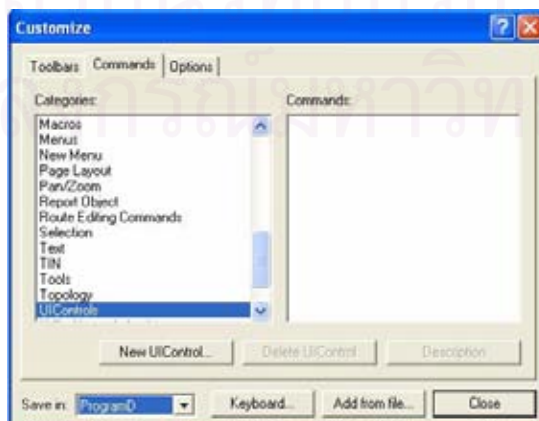 Customize
Toolbars Commands Options
Categories: Commands:
Macros
Menus
New Menu
Page Layout
Pan/Zoom
Report Object
Route Editing Commands
Selection
Text
TIN
Tools
Topology
UIControls
New UIControl... Delete UIControl Description
Save in: ProgramD Keyboard... Add from file... Close